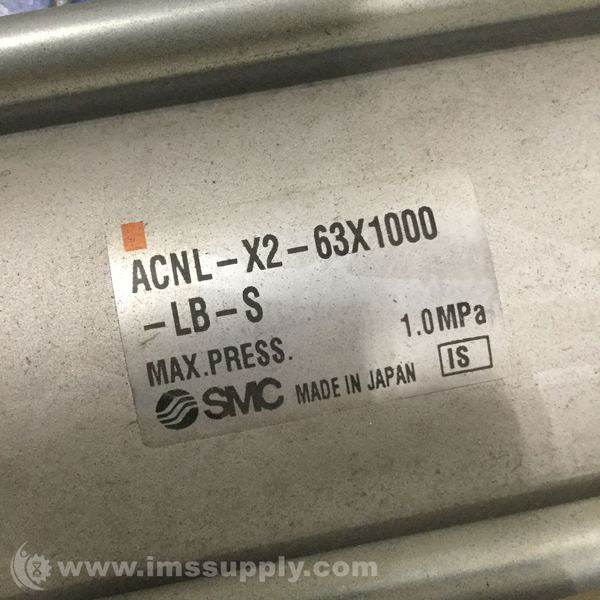 ACNL-X2-63X1000
-LB-S
MAX.PRESS. 1.0MPa
SMC MADE IN JAPAN IS
www.imssupply.com